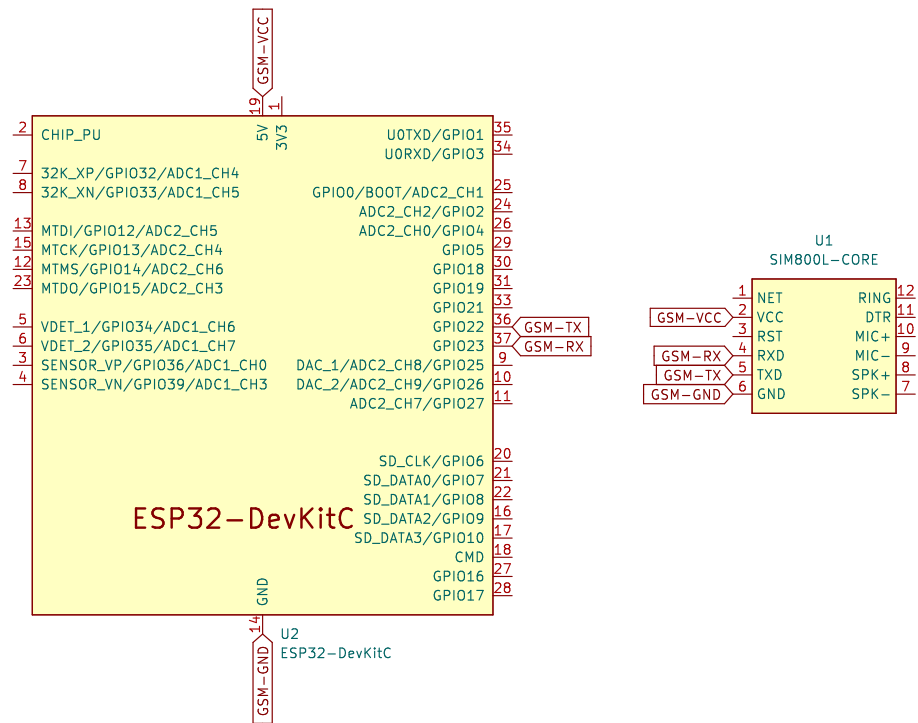 GSM-VCC
19
1
5V
3V3
2 CHIP_PU
7 32K_XP/GPIO32/ADC1_CH4
8 32K_XN/GPIO33/ADC1_CH5
13 MTDI/GPIO12/ADC2_CH5
15 MTCK/GPIO13/ADC2_CH4
12 MTMS/GPIO14/ADC2_CH6
23 MTDO/GPIO15/ADC2_CH3
5 VDET_1/GPIO34/ADC1_CH6
6 VDET_2/GPIO35/ADC1_CH7
3 SENSOR_VP/GPIO36/ADC1_CH0
4 SENSOR_VN/GPIO39/ADC1_CH3
U0TXD/GPIO1 35
U0RXD/GPIO3 34
GPIO0/BOOT/ADC2_CH1 25
ADC2_CH2/GPIO2 24
ADC2_CH0/GPIO4 26
GPIO5 29
GPIO18 30
GPIO19 31
GPIO21 33
GPIO22 36 GSM-TX
GPIO23 37 GSM-RX
DAC_1/ADC2_CH8/GPIO25 9
DAC_2/ADC2_CH9/GPIO26 10
ADC2_CH7/GPIO27 11
SD_CLK/GPIO6 20
SD_DATA0/GPIO7 21
SD_DATA1/GPIO8 22
SD_DATA2/GPIO9 16
SD_DATA3/GPIO10 17
CMD 18
GPIO16 27
GPIO17 28
ESP32-DevKitC
GND
14
GSM-GND
U2
ESP32-DevKitC
U1
SIM800L-CORE
1 NET
GSM-VCC 2 VCC
3 RST
GSM-RX 4 RXD
GSM-TX 5 TXD
GSM-GND 6 GND
RING 12
DTR 11
MIC+ 10
MIC- 9
SPK+ 8
SPK- 7